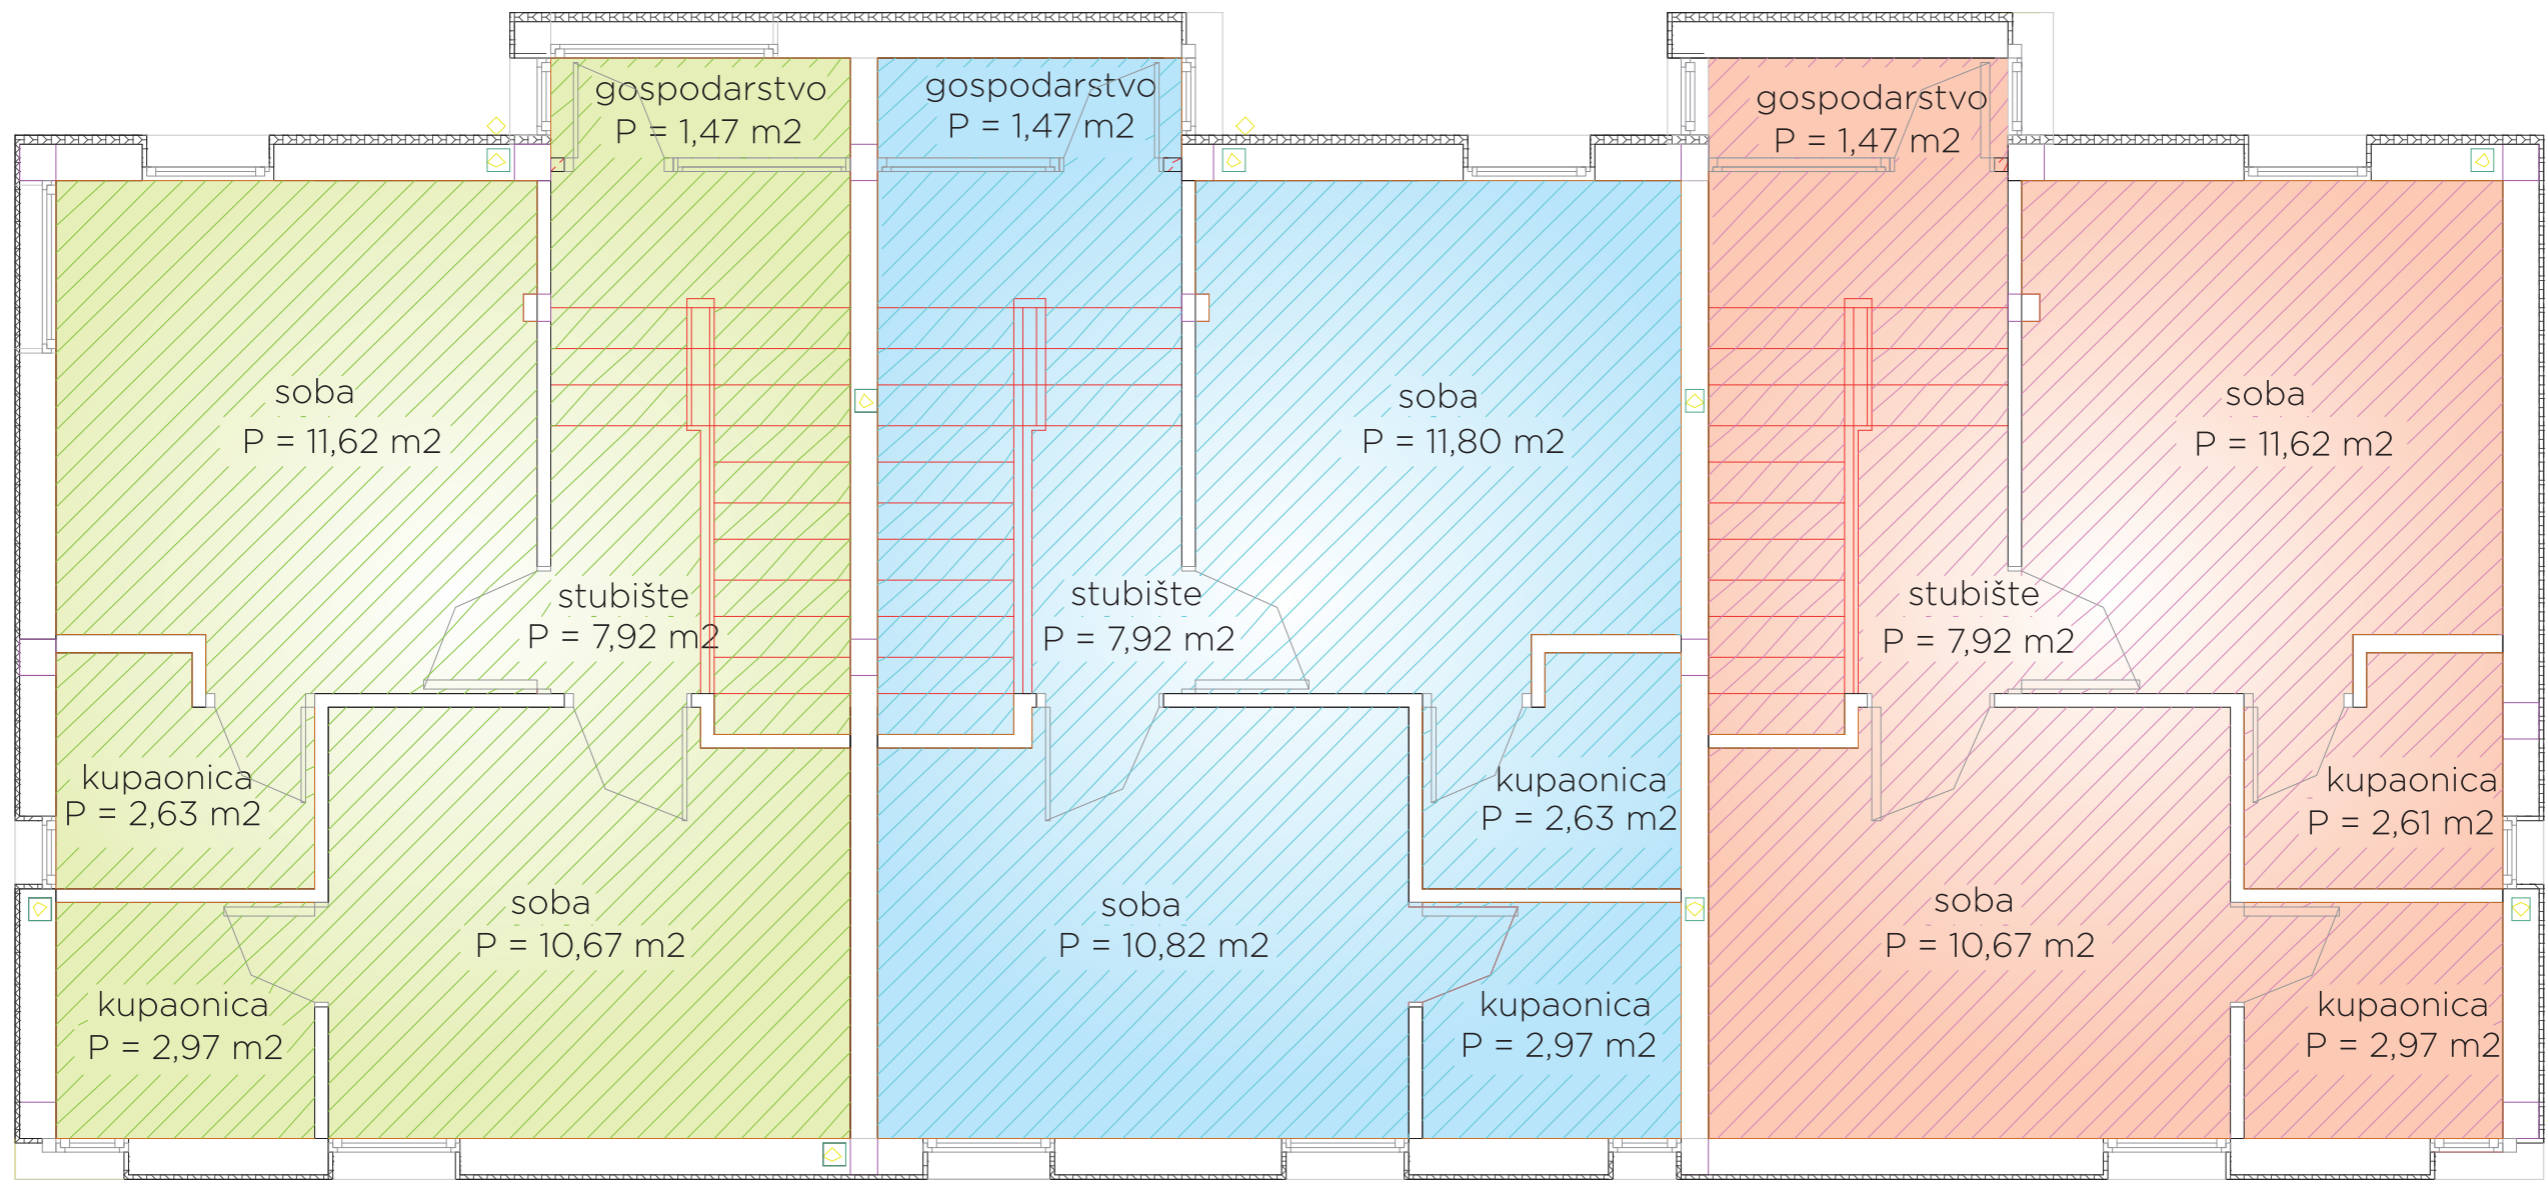 gospodarstvo
P = 1,47 m2
gospodarstvo
P = 1,47 m2
gospodarstvo
P = 1,47 m2
soba
P = 11,62 m2
soba
P = 11,80 m2
soba
P = 11,62 m2
stubište
P = 7,92 m2
stubište
P = 7,92 m2
stubište
P = 7,92 m2
kupaonica
P = 2,63 m2
kupaonica
P = 2,63 m2
kupaonica
P = 2,61 m2
soba
P = 10,67 m2
soba
P = 10,82 m2
soba
P = 10,67 m2
kupaonica
P = 2,97 m2
kupaonica
P = 2,97 m2
kupaonica
P = 2,97 m2